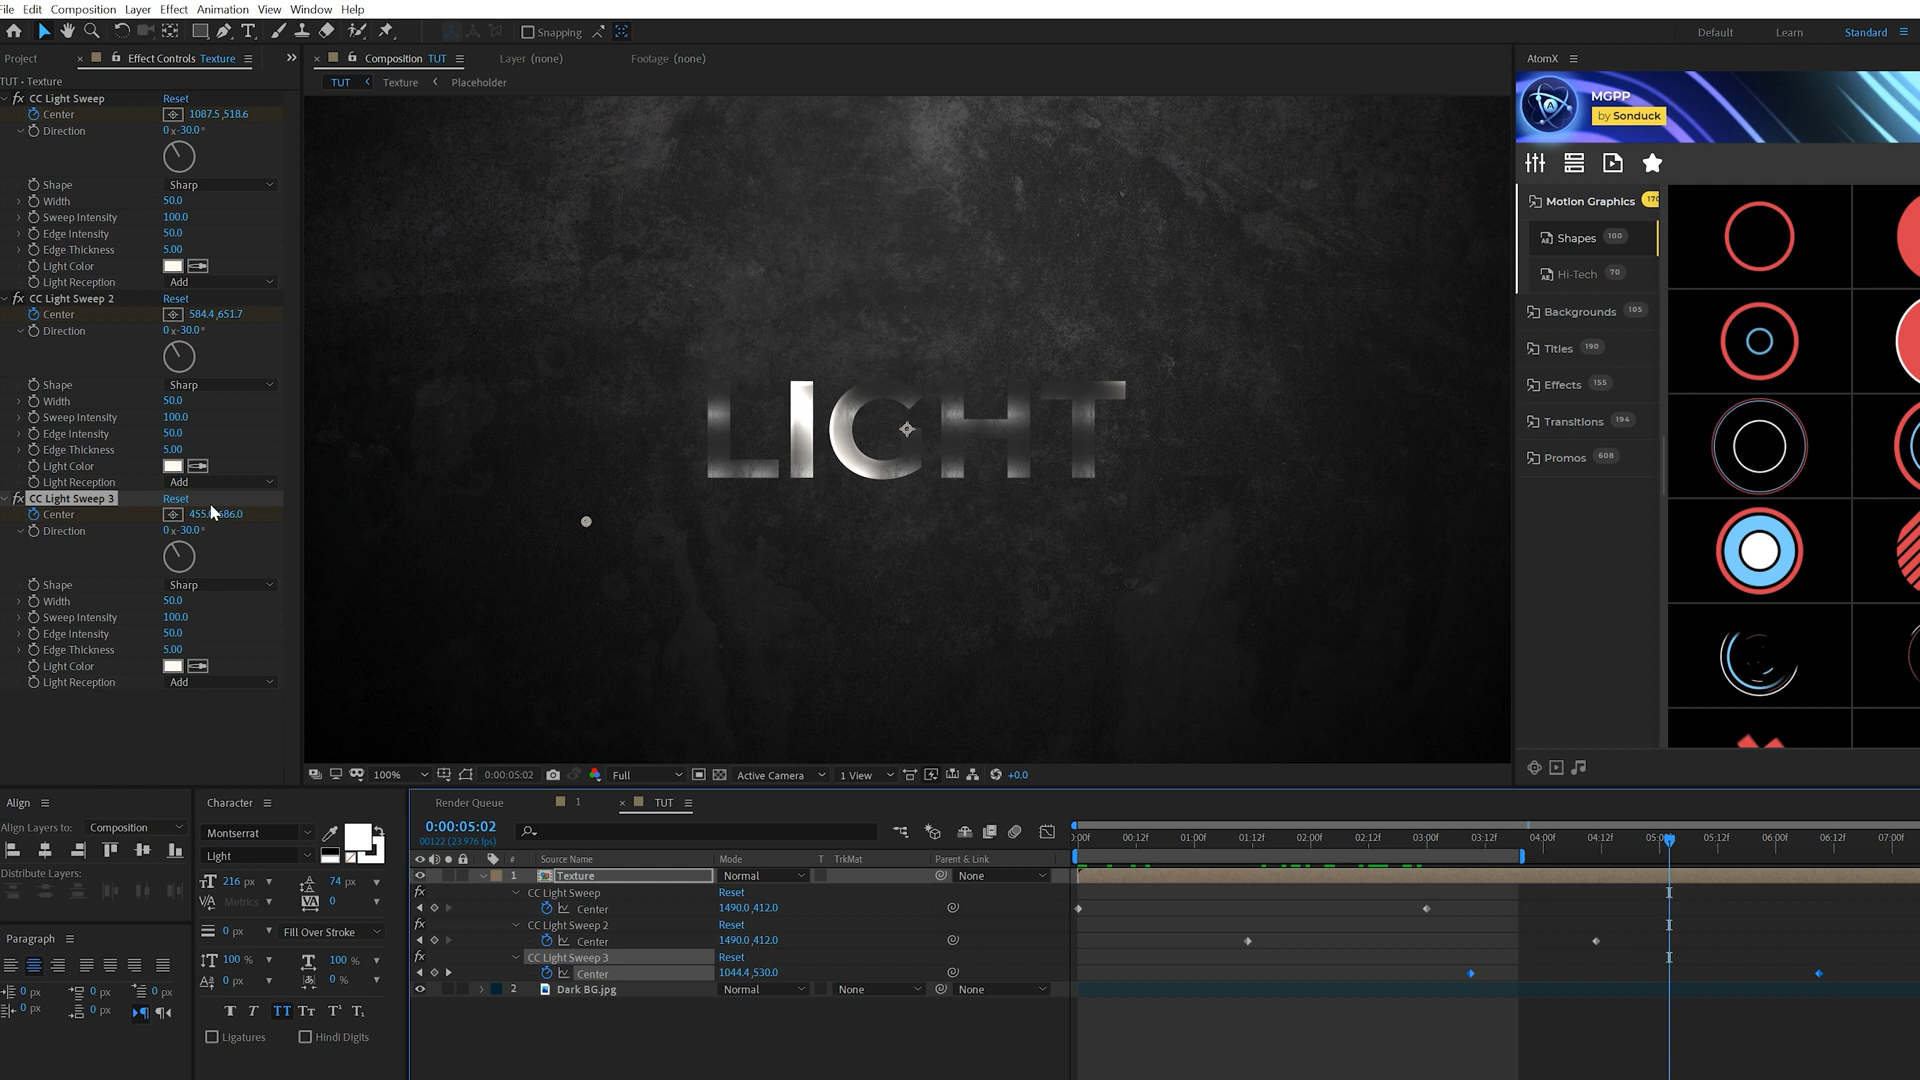 File Edit Composition Layer Effect Animation View Window Help
Snapping
Default Learn Standard
Project Effect Controls Texture
TUT • Texture
CC Light Sweep Reset
Center 1087.5 ,518.6
Direction 0 x -30.0 °
Shape Sharp
Width 50.0
Sweep Intensity 100.0
Edge Intensity 50.0
Edge Thickness 5.00
Light Color
Light Reception Add
CC Light Sweep 2 Reset
Center 584.4 ,651.7
Direction 0 x -30.0 °
Shape Sharp
Width 50.0
Sweep Intensity 100.0
Edge Intensity 50.0
Edge Thickness 5.00
Light Color
Light Reception Add
CC Light Sweep 3 Reset
Center
Direction 0 x -30.0 °
Shape Sharp
Width 50.0
Sweep Intensity 100.0
Edge Intensity 50.0
Edge Thickness 5.00
Light Color
Light Reception Add
Composition TUT Layer (none) Footage (none)
TUT Texture Placeholder
LIGHT
100% 0:00:05:02 Full Active Camera 1 View +0.0
AtomX
MGPP
by Sonduck
Motion Graphics 170
Shapes 100
Hi-Tech 70
Backgrounds 105
Titles 190
Effects 155
Transitions 194
Promos 608
Align
Align Layers to: Composition
Distribute Layers:
Paragraph
0 px 0 px 0 px
0 px 0 px
Character
Montserrat
Light
216 px 74 px
Metrics 0
0 px Fill Over Stroke
100 % 100 %
0 px 0 %
T T TT Tt T¹ T₁
Ligatures Hindi Digits
Render Queue 1 TUT
0:00:05:02
00122 (23.976 fps)
# Source Name Mode T TrkMat Parent & Link
1 Texture Normal None
CC Light Sweep Reset
Center 1490.0 ,412.0
CC Light Sweep 2 Reset
Center 1490.0 ,412.0
CC Light Sweep 3 Reset
Center 1044.4 ,530.0
2 Dark BG.jpg Normal None None
00:12f 01:00f 01:12f 02:00f 02:12f 03:00f 03:12f 04:00f 04:12f 05:12f 06:00f 06:12f 07:00f